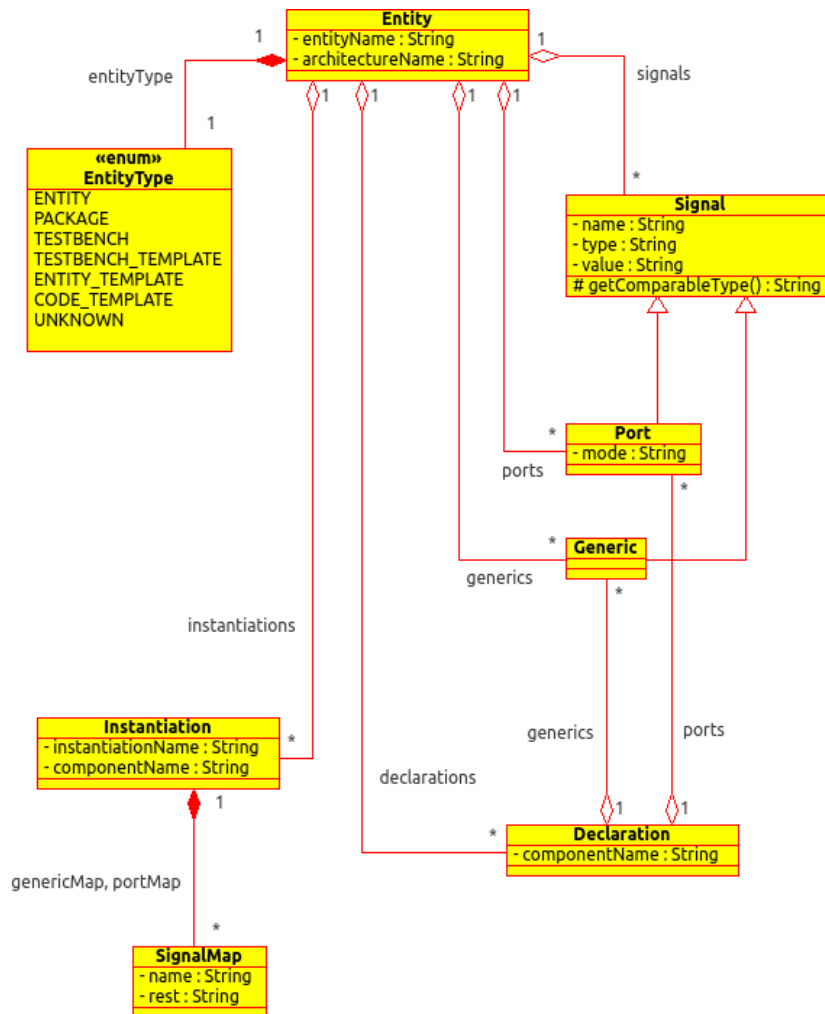 Entity
- entityName : String
- architectureName : String
1
1
1
1
1
1
entityType
signals
1
*
«enum»
EntityType
ENTITY
PACKAGE
TESTBENCH
TESTBENCH_TEMPLATE
ENTITY_TEMPLATE
CODE_TEMPLATE
UNKNOWN
Signal
- name : String
- type : String
- value : String
# getComparableType() : String
*
Port
- mode : String
ports
*
*
Generic
generics
*
instantiations
Instantiation
- instantiationName : String
- componentName : String
*
generics
ports
declarations
1
1
1
*
Declaration
- componentName : String
genericMap, portMap
*
SignalMap
- name : String
- rest : String